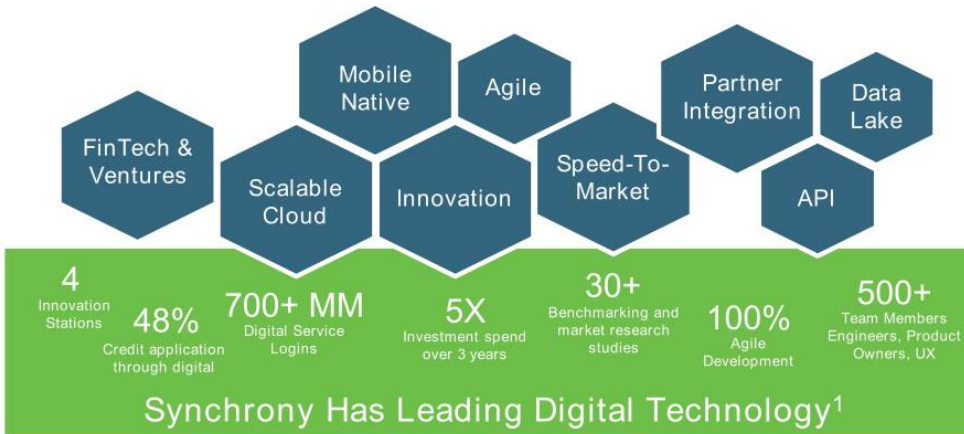 FinTech &
Ventures
Scalable
Cloud
Mobile
Native
Innovation
Agile
Speed-To-
Market
Partner
Integration
API
Data
Lake
4
Innovation
Stations
48%
Credit application
through digital
700+ MM
Digital Service
Logins
5X
Investment spend
over 3 years
30+
Benchmarking and
market research
studies
100%
Agile
Development
500+
Team Members
Engineers, Product
Owners, UX
Synchrony Has Leading Digital Technology¹